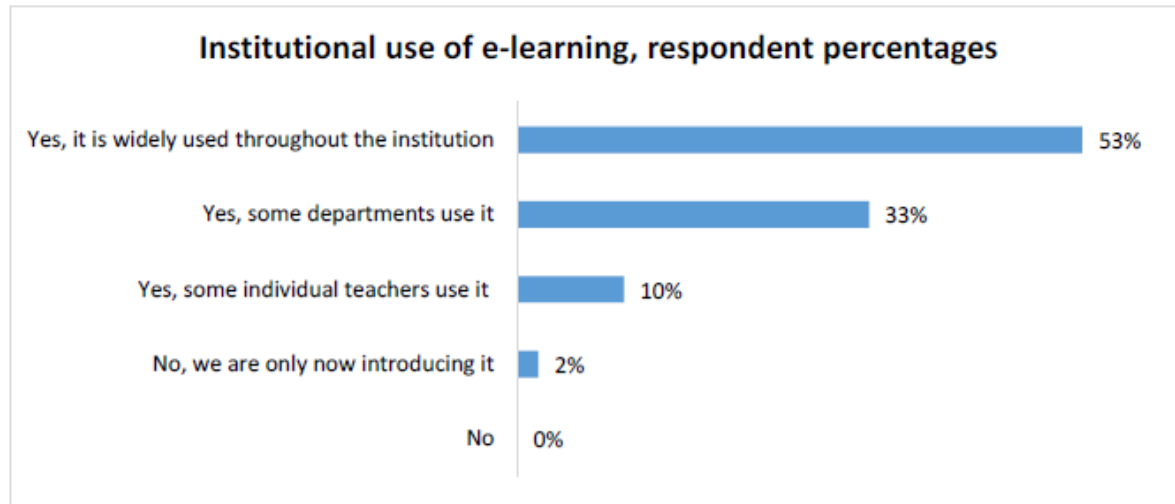 Institutional use of e-learning, respondent percentages
Yes, it is widely used throughout the institution 53%
Yes, some departments use it 33%
Yes, some individual teachers use it 10%
No, we are only now introducing it 2%
No 0%